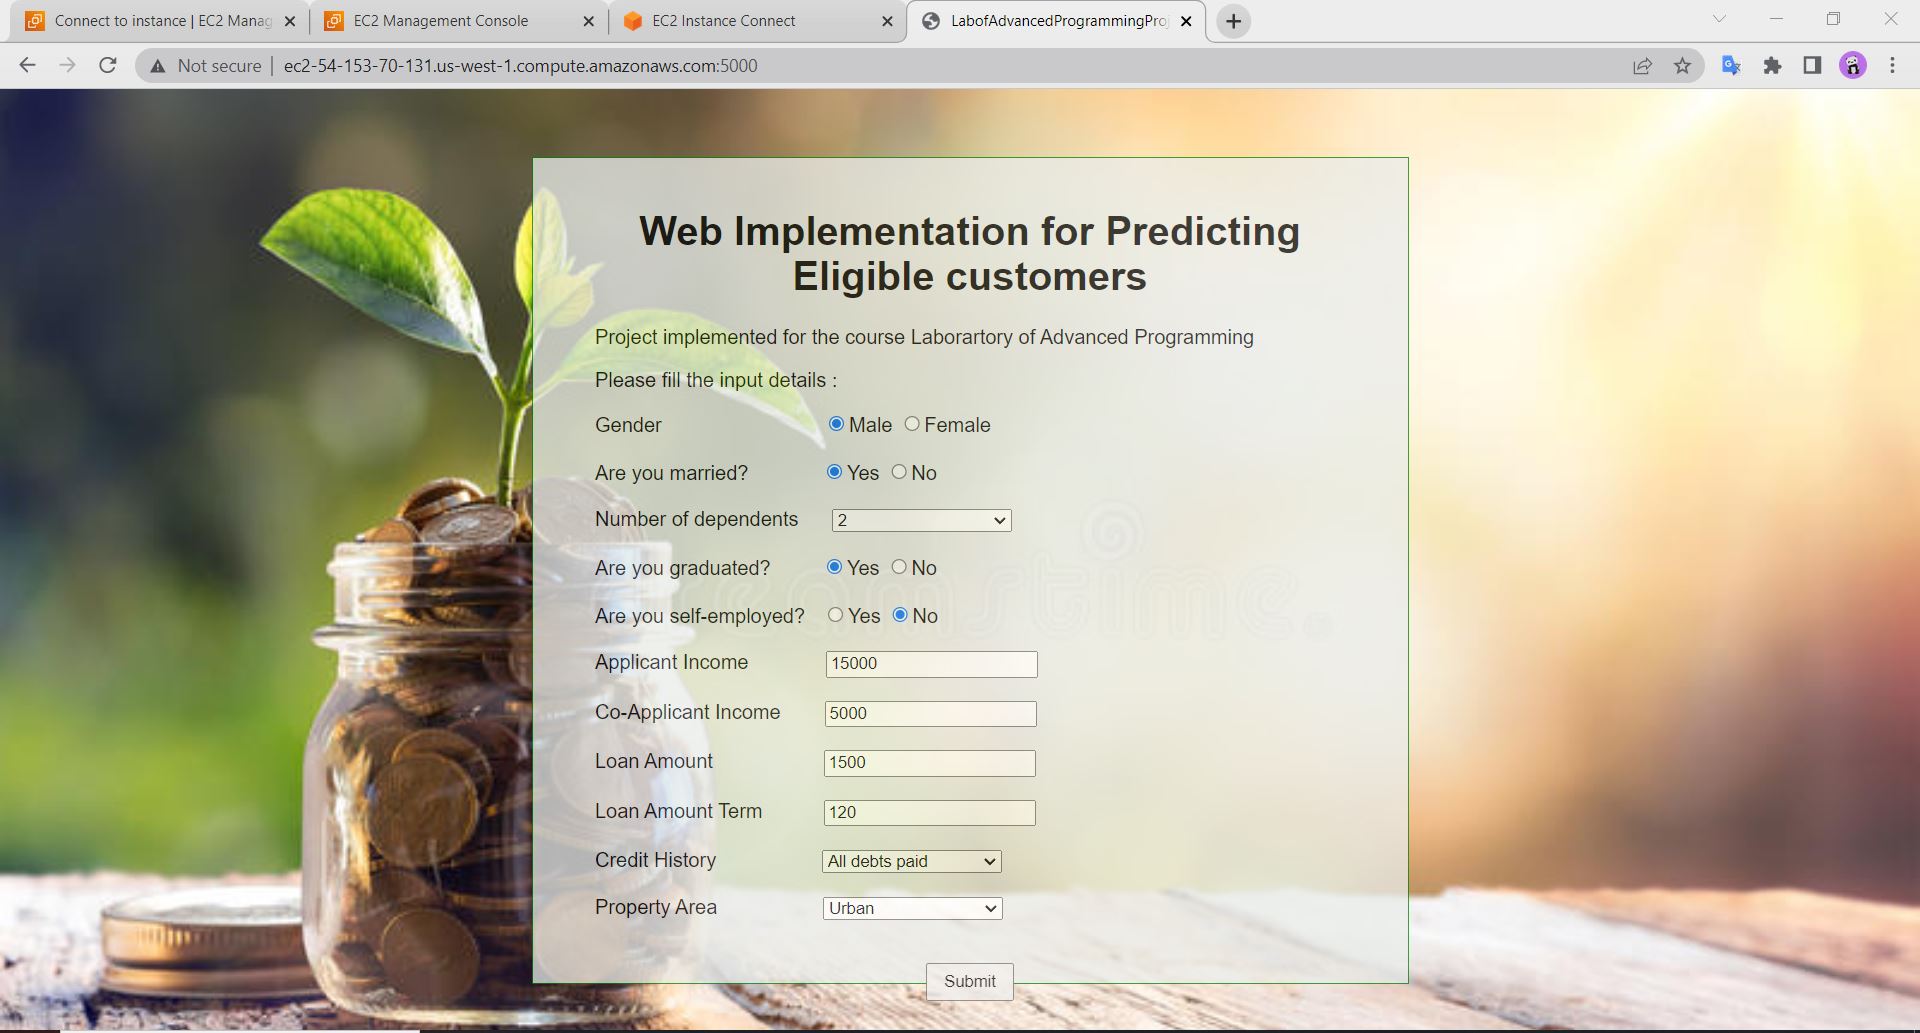 Connect to instance | EC2 Manag
EC2 Management Console
EC2 Instance Connect
LabofAdvancedProgrammingProj
Not secure
ec2-54-153-70-131.us-west-1.compute.amazonaws.com:5000
Web Implementation for Predicting
Eligible customers
Project implemented for the course Laborartory of Advanced Programming
Please fill the input details :
Gender Male Female
Are you married? Yes No
Number of dependents 2
Are you graduated? Yes No
Are you self-employed? Yes No
Applicant Income 15000
Co-Applicant Income 5000
Loan Amount 1500
Loan Amount Term 120
Credit History All debts paid
Property Area Urban
Submit